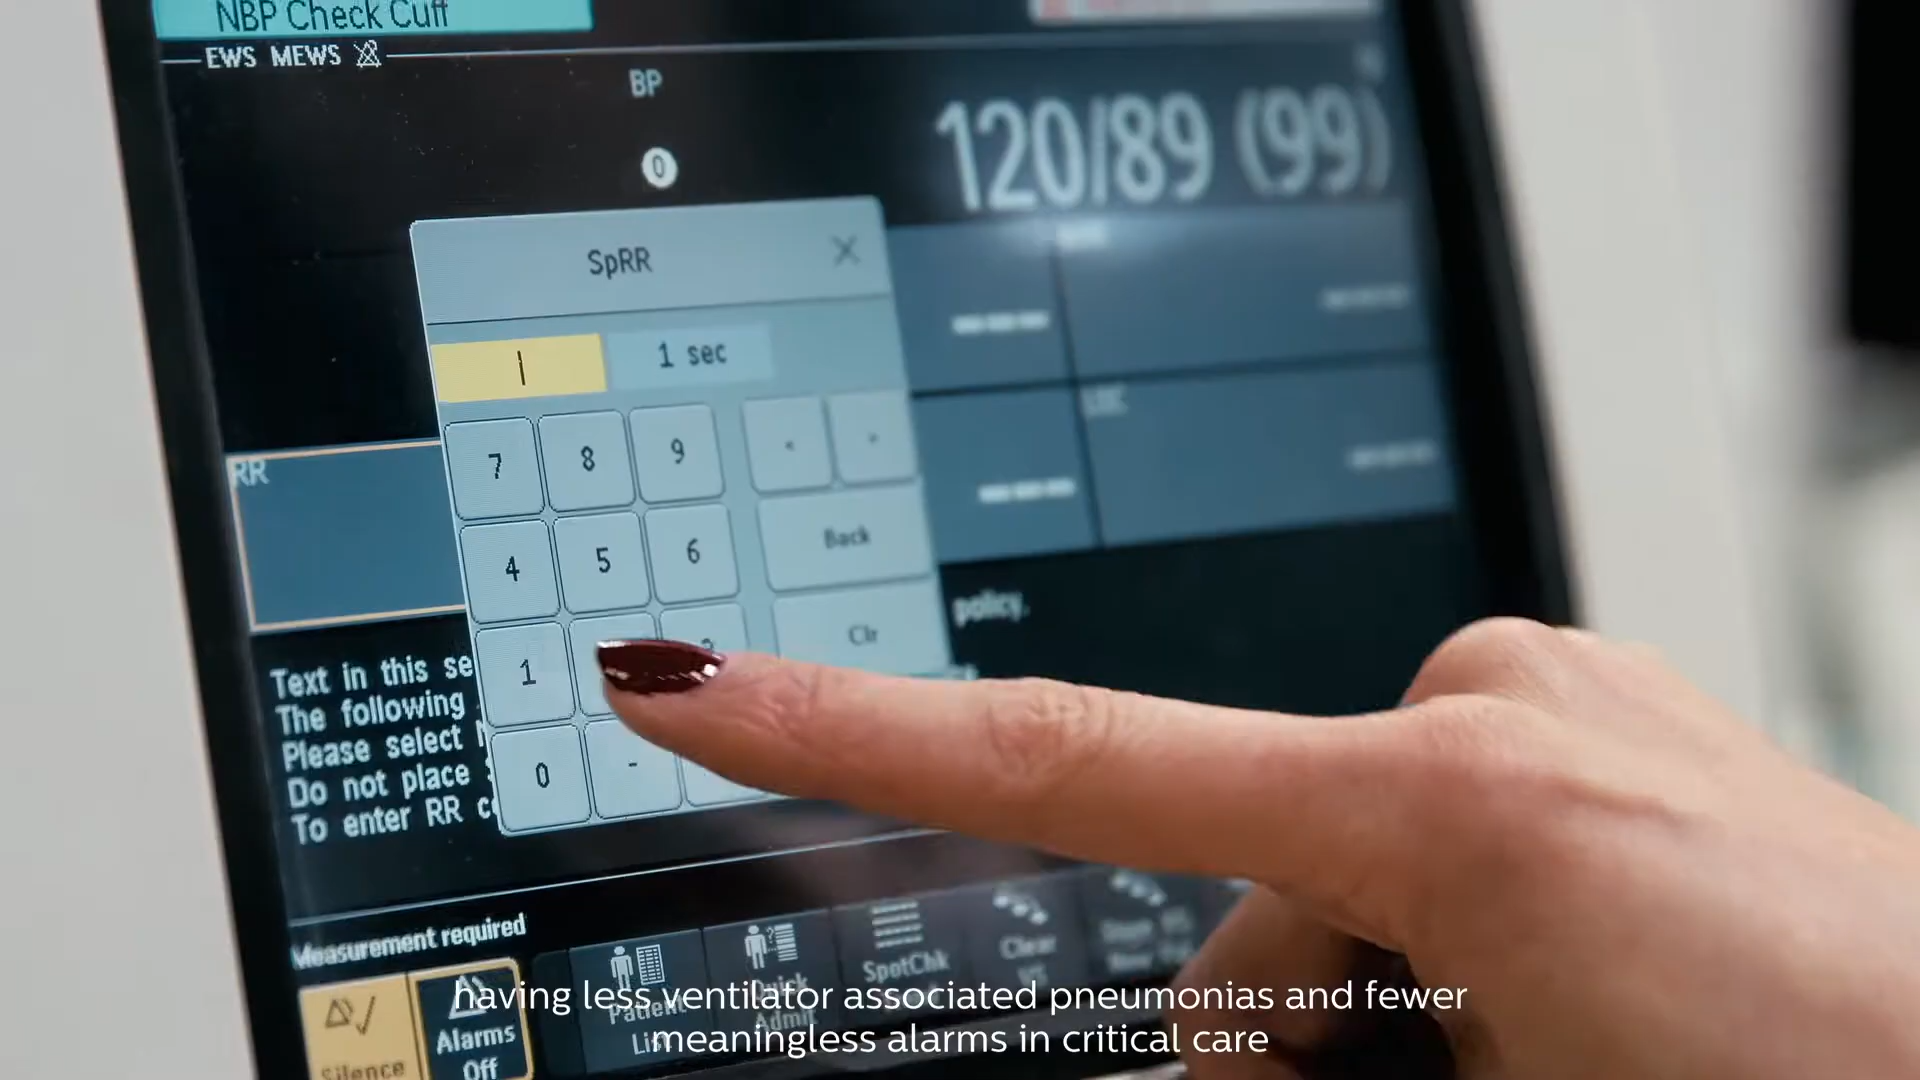 NBP Check Cuff
EWS MEWS
BP
120/89 (99)
0
SpRR
1 sec
7 8 9
RR
4 5 6 Back
1 Clr
0 -
policy.
Text in this se
The following
Please select
Do not place
To enter RR c
Measurement required
Silence
Alarms
Off
Patient
List
Quick
Admit
SpotChk
Clear
having less ventilator associated pneumonias and fewer
meaningless alarms in critical care